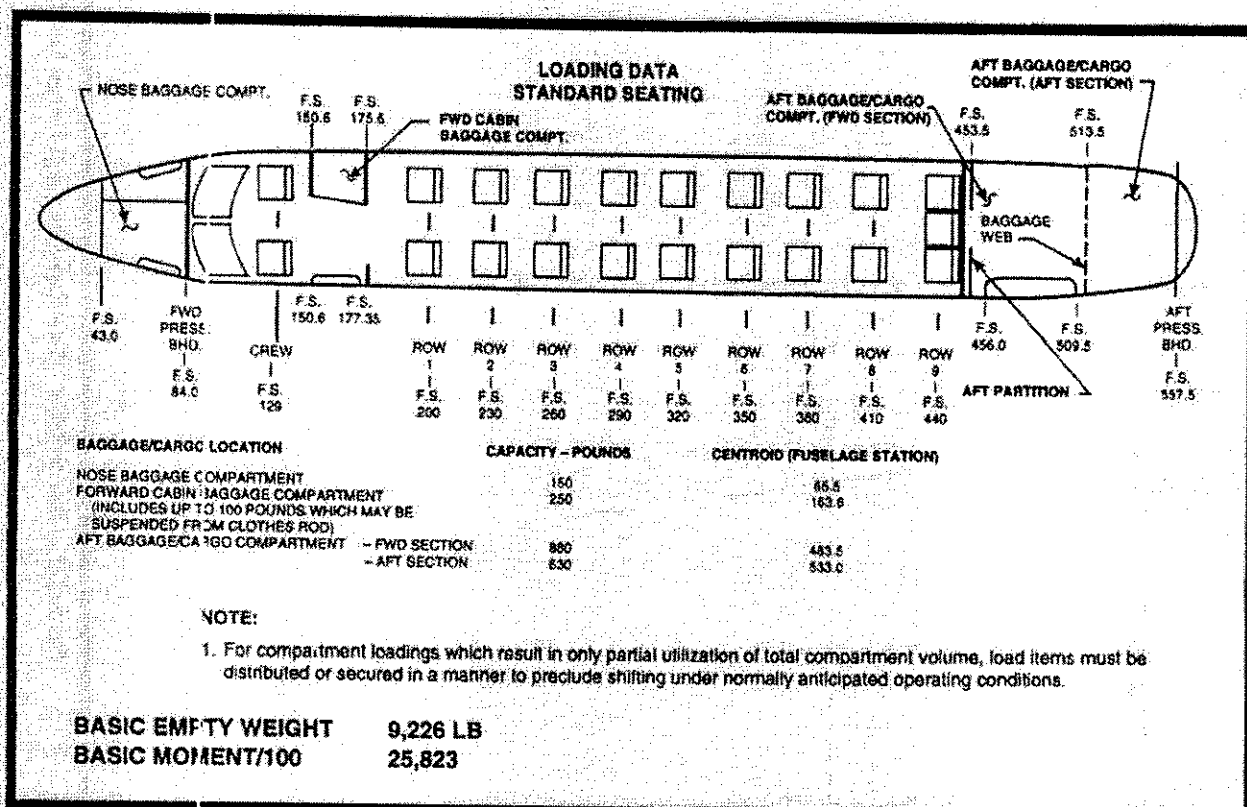 LOADING DATA
STANDARD SEATING
NOSE BAGGAGE COMPT.
F.S.
150.6
F.S.
175.5
FWD CABIN
BAGGAGE COMPT.
AFT BAGGAGE/CARGO
COMPT. (FWD SECTION)
AFT BAGGAGE/CARGO
COMPT. (AFT SECTION)
F.S.
453.5
F.S.
513.5
BAGGAGE
WEB
F.S.
43.0
FWD
PRESS.
BHD.
F.S.
84.0
CREW
F.S.
129
F.S.
150.6
F.S.
177.35
ROW
1
F.S.
200
ROW
2
F.S.
230
ROW
3
F.S.
260
ROW
4
F.S.
290
ROW
5
F.S.
320
ROW
6
F.S.
350
ROW
7
F.S.
380
ROW
8
F.S.
410
ROW
9
F.S.
440
F.S.
456.0
F.S.
509.5
AFT PARTITION
AFT
PRESS.
BHD.
F.S.
557.5
BAGGAGE/CARGO LOCATION CAPACITY – POUNDS CENTROID (FUSELAGE STATION)
NOSE BAGGAGE COMPARTMENT 150 65.5
FORWARD CABIN BAGGAGE COMPARTMENT 250 163.6
(INCLUDES UP TO 100 POUNDS WHICH MAY BE
SUSPENDED FROM CLOTHES ROD)
AFT BAGGAGE/CARGO COMPARTMENT – FWD SECTION 880 483.5
– AFT SECTION 630 533.0
NOTE:
1. For compartment loadings which result in only partial utilization of total compartment volume, load items must be
distributed or secured in a manner to preclude shifting under normally anticipated operating conditions.
BASIC EMPTY WEIGHT 9,226 LB
BASIC MOMENT/100 25,823